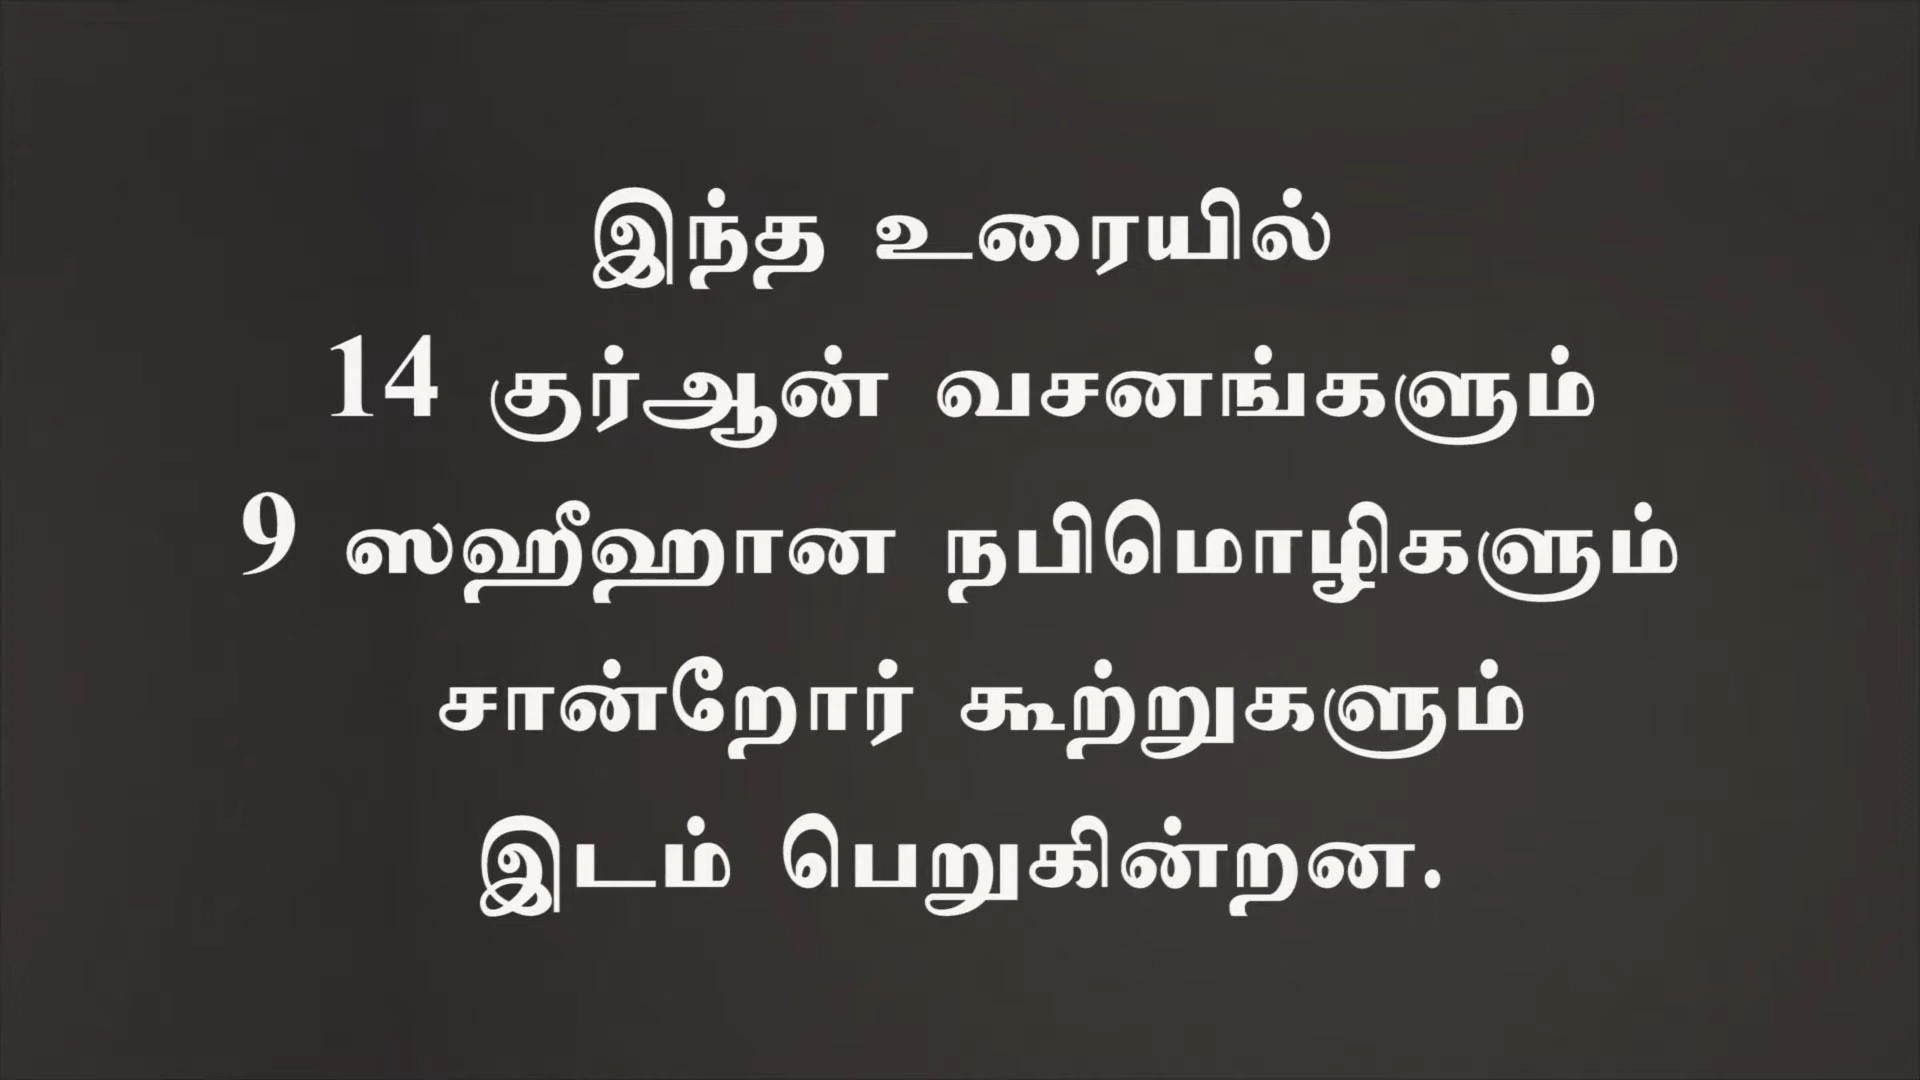 இந்த உரையில்
14 குர்ஆன் வசனங்களும்
9 ஸஹீஹான நபிமொழிகளும்
சான்றோர் கூற்றுகளும்
இடம் பெறுகின்றன.